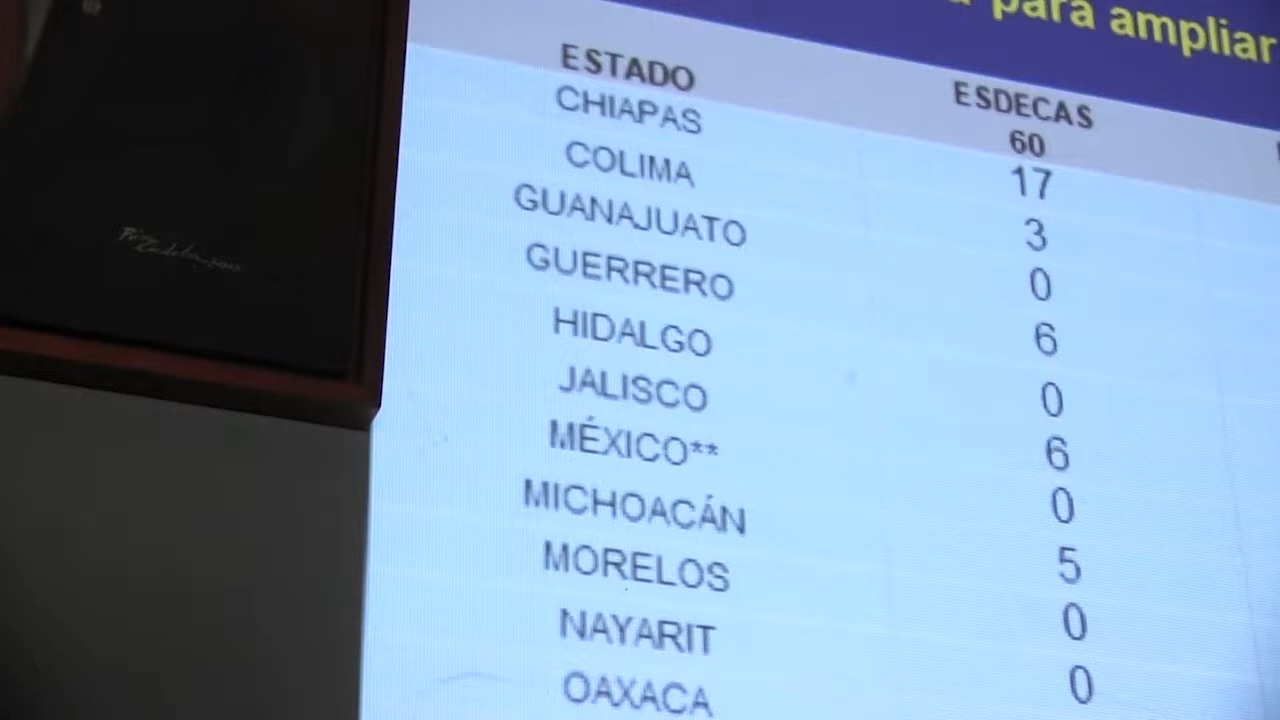 para ampliar
ESTADO ESDECAS
60
CHIAPAS 17
COLIMA 3
GUANAJUATO 0
GUERRERO 6
HIDALGO 0
JALISCO 6
MÉXICO** 0
MICHOACÁN 5
MORELOS 0
NAYARIT 0
OAXACA